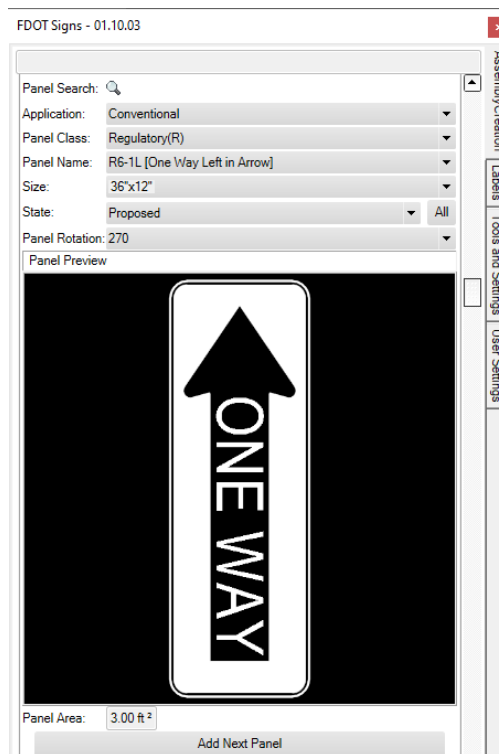 FDOT Signs - 01.10.03
Panel Search:
Application: Conventional
Panel Class: Regulatory(R)
Panel Name: R6-1L [One Way Left in Arrow]
Size: 36"x12"
State: Proposed All
Panel Rotation: 270
Panel Preview
ONE WAY
Panel Area: 3.00 ft²
Add Next Panel
Assembly Creation
Labels
Tools and Settings
User Settings